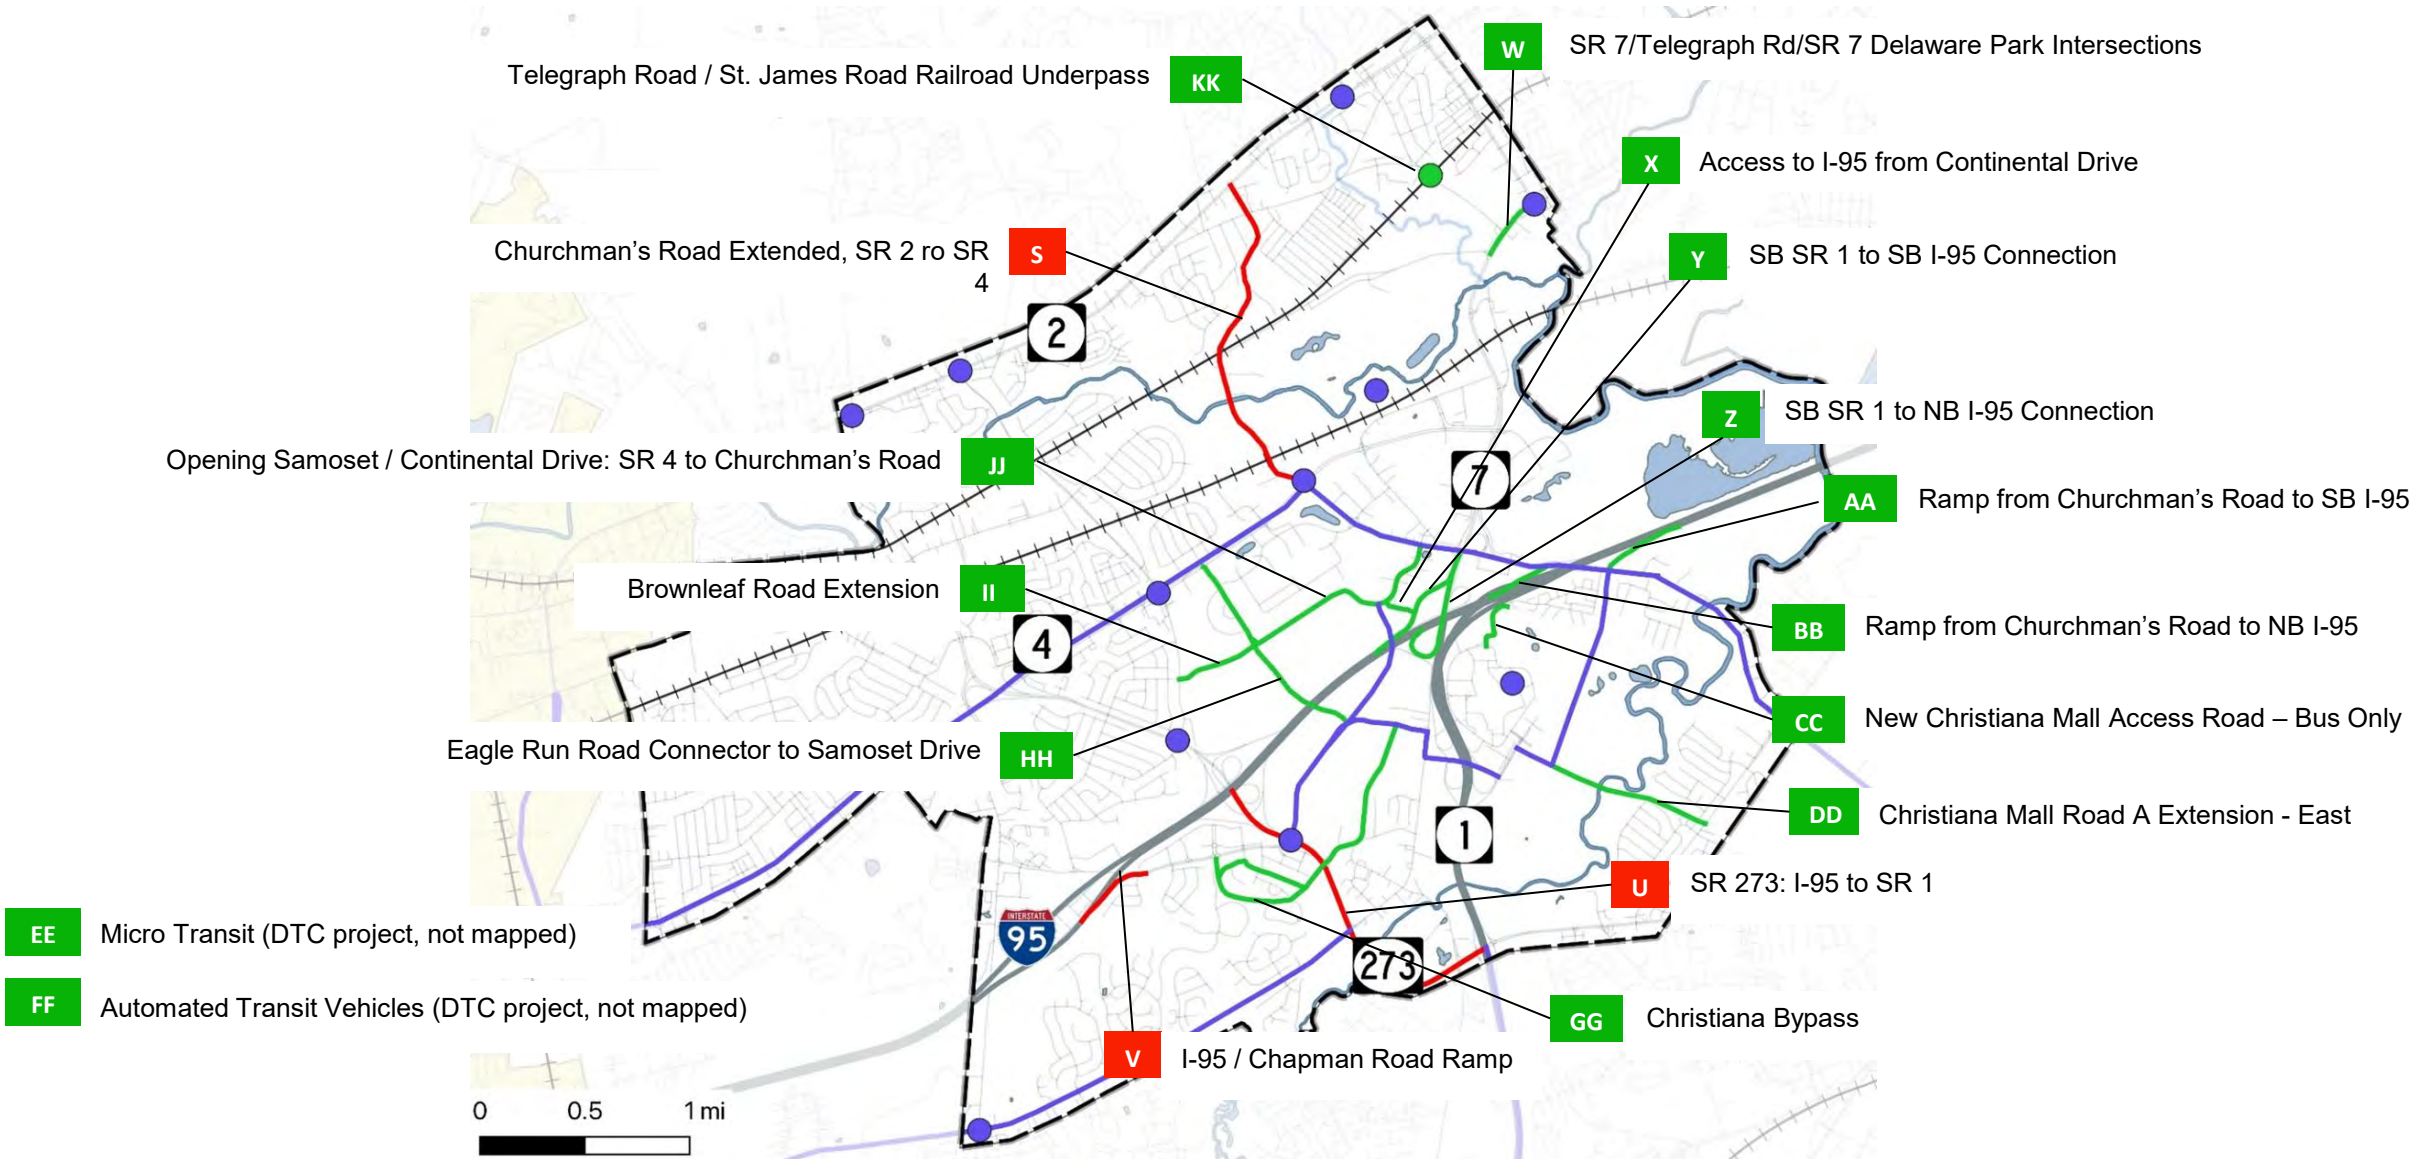 W SR 7/Telegraph Rd/SR 7 Delaware Park Intersections
Telegraph Road / St. James Road Railroad Underpass KK
X Access to I-95 from Continental Drive
Churchman’s Road Extended, SR 2 ro SR
4
S
Y SB SR 1 to SB I-95 Connection
2
Z SB SR 1 to NB I-95 Connection
Opening Samoset / Continental Drive: SR 4 to Churchman’s Road JJ
7
AA Ramp from Churchman’s Road to SB I-95
Brownleaf Road Extension II
4
BB Ramp from Churchman’s Road to NB I-95
CC New Christiana Mall Access Road – Bus Only
Eagle Run Road Connector to Samoset Drive HH
DD Christiana Mall Road A Extension - East
1
U SR 273: I-95 to SR 1
EE Micro Transit (DTC project, not mapped)
INTERSTATE
95
273
FF Automated Transit Vehicles (DTC project, not mapped)
GG Christiana Bypass
V I-95 / Chapman Road Ramp
0 0.5 1 mi